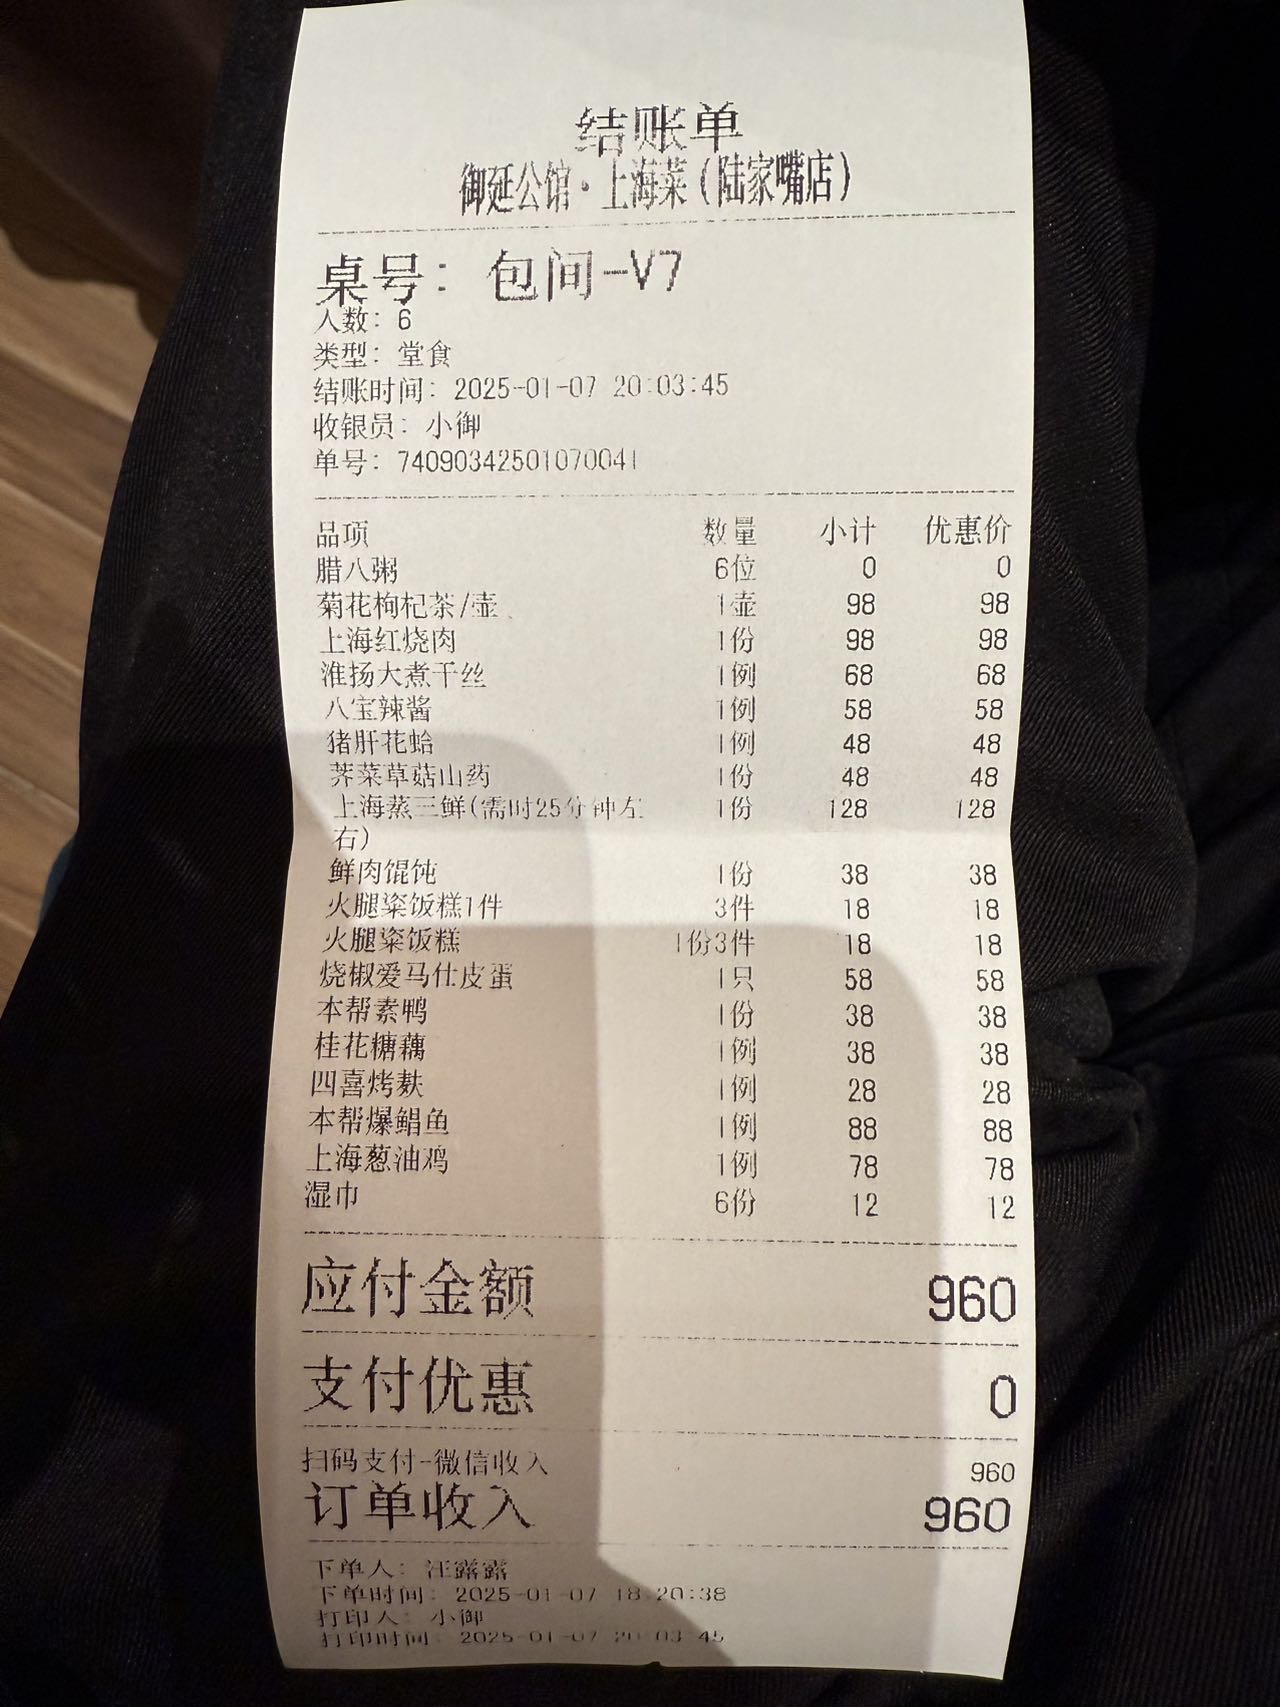 结账单
御延公馆·上海菜(陆家嘴店)
桌号: 包间-V7
人数: 6
类型: 堂食
结账时间: 2025-01-07 20:03:45
收银员: 小御
单号: 74090342501070041
品项 数量 小计 优惠价
腊八粥 6位 0 0
菊花枸杞茶/壶 1壶 98 98
上海红烧肉 1份 98 98
淮扬大煮干丝 1例 68 68
八宝辣酱 1例 58 58
猪肝花蛤 1例 48 48
荠菜草菇山药 1份 48 48
上海蒸三鲜(需时25分钟左 1份 128 128
右)
鲜肉馄饨 1份 38 38
火腿粢饭糕1件 3件 18 18
火腿粢饭糕 1份3件 18 18
烧椒爱马仕皮蛋 1只 58 58
本帮素鸭 1份 38 38
桂花糖藕 1例 38 38
四喜烤麸 1例 28 28
本帮爆鲳鱼 1例 88 88
上海葱油鸡 1例 78 78
湿巾 6份 12 12
应付金额 960
支付优惠 0
扫码支付-微信收入 960
订单收入 960
下单人: 汪露露
下单时间: 2025-01-07 18:20:38
打印人: 小御
打印时间: 2025-01-07 20:03:45